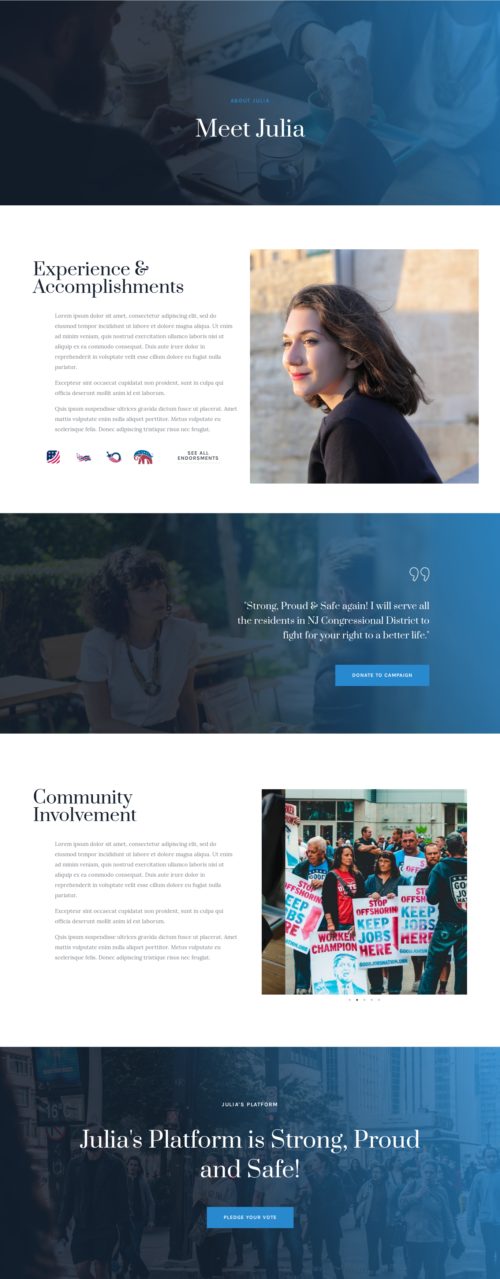 ABOUT JULIA
Meet Julia
Experience &
Accomplishments
Lorem ipsum dolor sit amet, consectetur adipiscing elit, sed do
eiusmod tempor incididunt ut labore et dolore magna aliqua. Ut enim
ad minim veniam, quis nostrud exercitation ullamco laboris nisi ut
aliquip ex ea commodo consequat. Duis aute irure dolor in
reprehenderit in voluptate velit esse cillum dolore eu fugiat nulla
pariatur.
Excepteur sint occaecat cupidatat non proident, sunt in culpa qui
officia deserunt mollit anim id est laborum.
Quis ipsum suspendisse ultrices gravida dictum fusce ut placerat. Amet
mattis vulputate enim nulla aliquet porttitor. Metus vulputate eu
scelerisque felis. Donec adipiscing tristique risus nec feugiat.
SEE ALL
ENDORSMENTS
"Strong, Proud & Safe again! I will serve all
the residents in NJ Congressional District to
fight for your right to a better life."
DONATE TO CAMPAIGN
Community
Involvement
Lorem ipsum dolor sit amet, consectetur adipiscing elit, sed do
eiusmod tempor incididunt ut labore et dolore magna aliqua. Ut enim
ad minim veniam, quis nostrud exercitation ullamco laboris nisi ut
aliquip ex ea commodo consequat. Duis aute irure dolor in
reprehenderit in voluptate velit esse cillum dolore eu fugiat nulla
pariatur.
Excepteur sint occaecat cupidatat non proident, sunt in culpa qui
officia deserunt mollit anim id est laborum.
Quis ipsum suspendisse ultrices gravida dictum fusce ut placerat. Amet
mattis vulputate enim nulla aliquet porttitor. Metus vulputate eu
scelerisque felis. Donec adipiscing tristique risus nec feugiat.
STOP
OFFSHORING
KEEP
JOBS
HERE
WORKER
CHAMPION
STOP
OFFSHORIN
KEEP
JOBS
HERE
GOODJOBSNATION.ORG
STOP
OFFSH
KEEP
JOBS
HERE
JULIA'S PLATFORM
Julia's Platform is Strong, Proud
and Safe!
PLEDGE YOUR VOTE